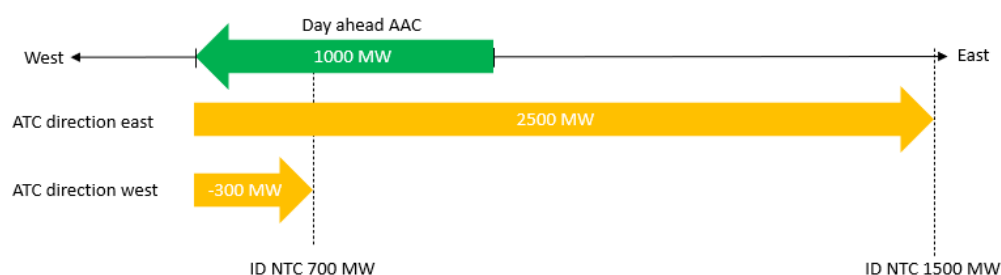 Day ahead AAC
West
1000 MW
East
ATC direction east
2500 MW
ATC direction west
-300 MW
ID NTC 700 MW
ID NTC 1500 MW